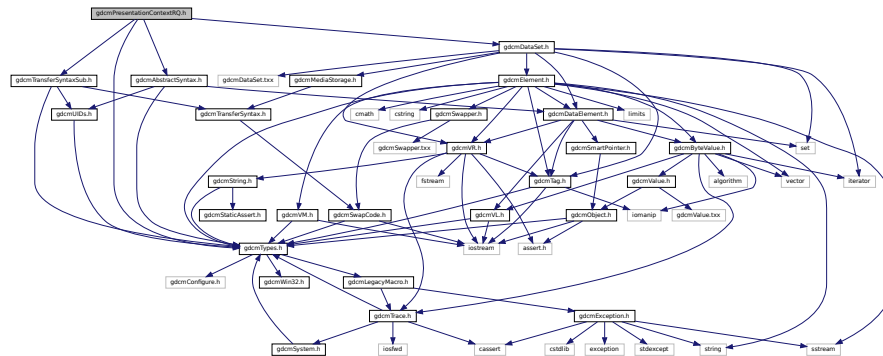 gdcmPresentationContextRQ.h
gdcmDataSet.h
gdcmTransferSyntaxSub.h
gdcmAbstractSyntax.h
gdcmDataSet.txx
gdcmMediaStorage.h
gdcmElement.h
gdcmUIDs.h
gdcmTransferSyntax.h
cmath
cstring
gdcmSwapper.h
gdcmDataElement.h
limits
gdcmSwapper.txx
gdcmVR.h
gdcmSmartPointer.h
gdcmByteValue.h
set
gdcmString.h
fstream
gdcmTag.h
gdcmValue.h
algorithm
vector
iterator
gdcmStaticAssert.h
gdcmVM.h
gdcmSwapCode.h
gdcmVL.h
gdcmObject.h
iomanip
gdcmValue.txx
gdcmTypes.h
iostream
assert.h
gdcmConfigure.h
gdcmWin32.h
gdcmLegacyMacro.h
gdcmTrace.h
gdcmException.h
gdcmSystem.h
iosfwd
cassert
cstdlib
exception
stdexcept
string
sstream